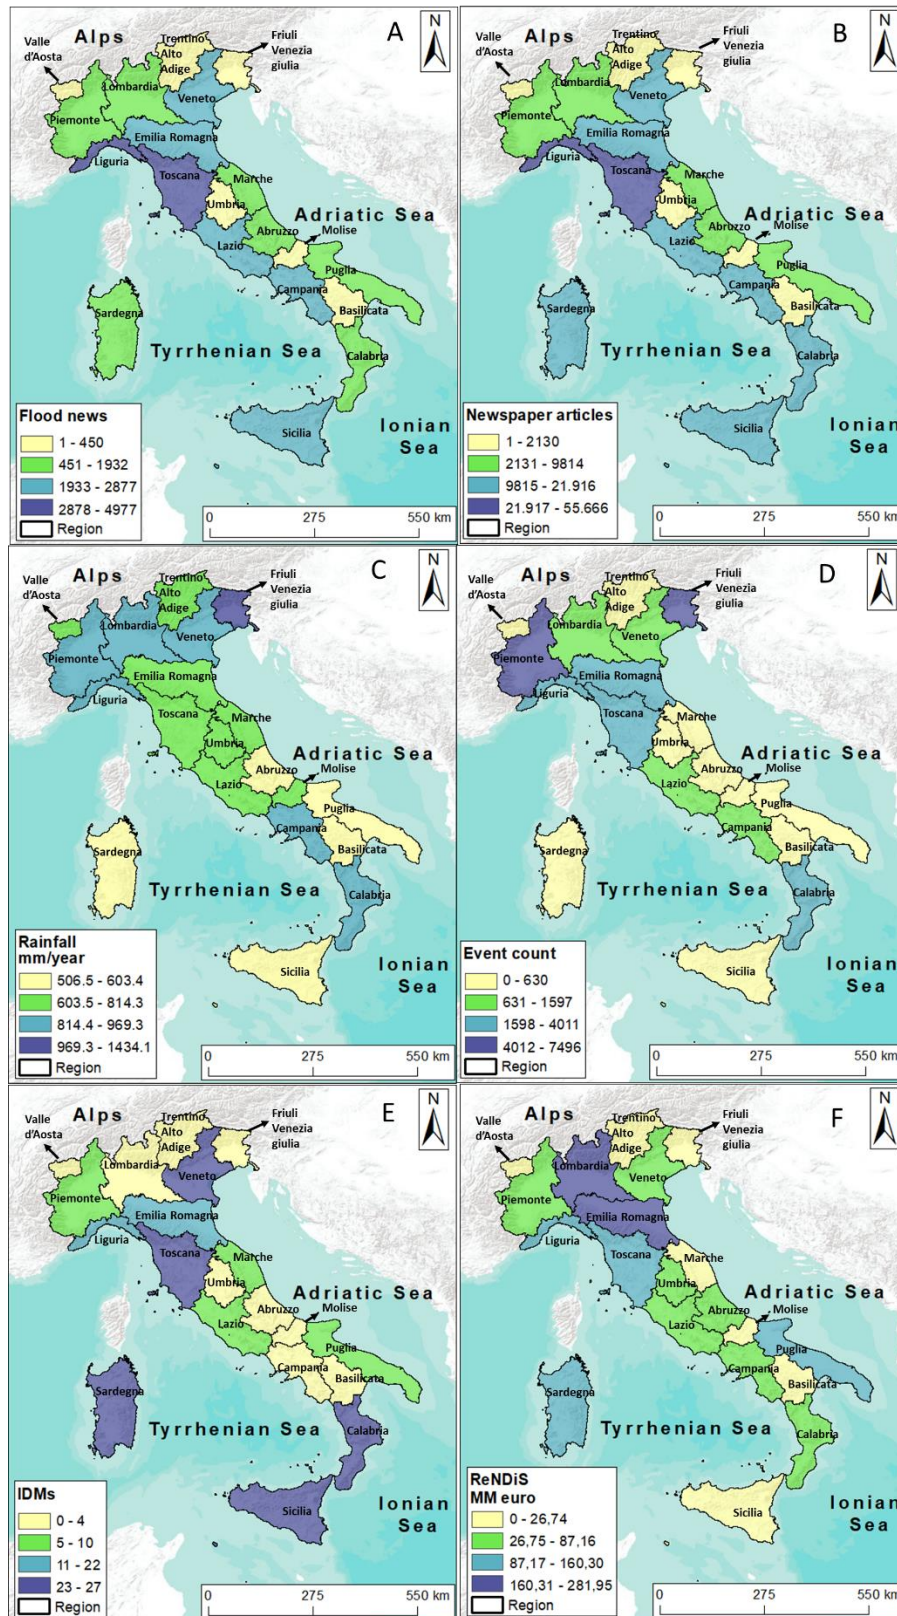 Alps
A
N
Trentino
Alto
Adige
Friuli
Venezia
giulia
Valle
d'Aosta
Lombardia
Veneto
Piemonte
Emilia Romagna
Liguria
Toscana
Marche
Umbria
Adriatic Sea
Abruzzo
Molise
Lazio
Puglia
Campania
Basilicata
Sardegna
Tyrrhenian Sea
Calabria
Sicilia
Ionian
Sea
Flood news
1 - 450
451 - 1932
1933 - 2877
2878 - 4977
Region
0 275 550 km
Alps
B
N
Trentino
Alto
Adige
Friuli
Venezia
giulia
Valle
d'Aosta
Lombardia
Veneto
Piemonte
Emilia Romagna
Liguria
Toscana
Marche
Umbria
Adriatic Sea
Abruzzo
Molise
Lazio
Puglia
Campania
Basilicata
Sardegna
Tyrrhenian Sea
Calabria
Sicilia
Ionian
Sea
Newspaper articles
1 - 2130
2131 - 9814
9815 - 21.916
21.917 - 55.666
Region
0 275 550 km
Alps
C
N
Trentino
Alto
Adige
Friuli
Venezia
giulia
Valle
d'Aosta
Lombardia
Veneto
Piemonte
Emilia Romagna
Liguria
Toscana
Marche
Umbria
Adriatic Sea
Abruzzo
Molise
Lazio
Puglia
Campania
Basilicata
Sardegna
Tyrrhenian Sea
Calabria
Sicilia
Ionian
Sea
Rainfall
mm/year
506.5 - 603.4
603.5 - 814.3
814.4 - 969.3
969.3 - 1434.1
Region
0 275 550 km
Alps
D
N
Trentino
Alto
Adige
Friuli
Venezia
giulia
Valle
d'Aosta
Lombardia
Veneto
Piemonte
Emilia Romagna
Liguria
Toscana
Marche
Umbria
Adriatic Sea
Abruzzo
Molise
Lazio
Puglia
Campania
Basilicata
Sardegna
Tyrrhenian Sea
Calabria
Sicilia
Ionian
Sea
Event count
0 - 630
631 - 1597
1598 - 4011
4012 - 7496
Region
0 275 550 km
Alps
E
N
Trentino
Alto
Adige
Friuli
Venezia
giulia
Valle
d'Aosta
Lombardia
Veneto
Piemonte
Emilia Romagna
Liguria
Toscana
Marche
Umbria
Adriatic Sea
Abruzzo
Molise
Lazio
Puglia
Campania
Basilicata
Sardegna
Tyrrhenian Sea
Calabria
Sicilia
Ionian
Sea
IDMs
0 - 4
5 - 10
11 - 22
23 - 27
Region
0 275 550 km
Alps
F
N
Trentino
Alto
Adige
Friuli
Venezia
giulia
Valle
d'Aosta
Lombardia
Veneto
Piemonte
Emilia Romagna
Liguria
Toscana
Marche
Umbria
Adriatic Sea
Abruzzo
Molise
Lazio
Puglia
Campania
Basilicata
Sardegna
Tyrrhenian Sea
Calabria
Sicilia
Ionian
Sea
ReNDiS
MM euro
0 - 26,74
26,75 - 87,16
87,17 - 160,30
160,31 - 281,95
Region
0 275 550 km